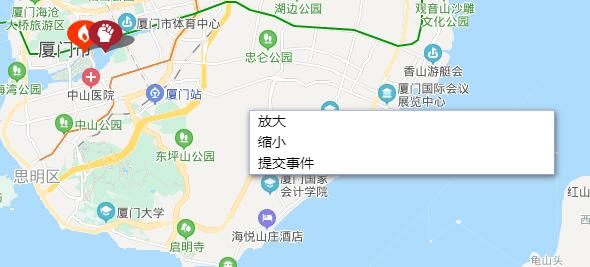 厦门海沧
大桥旅游区
湖边公园
观音山沙雕
文化公园
厦门市体育中心
厦门市
忠仑公园
香山游艇会
中山医院
厦门站
厦门国际会议
展览中心
湾公园
中山公园
放大
缩小
提交事件
东坪山公园
思明区
厦门国家
会计学院
红山
厦门大学
海悦山庄酒店
西
启明寺
龟山头